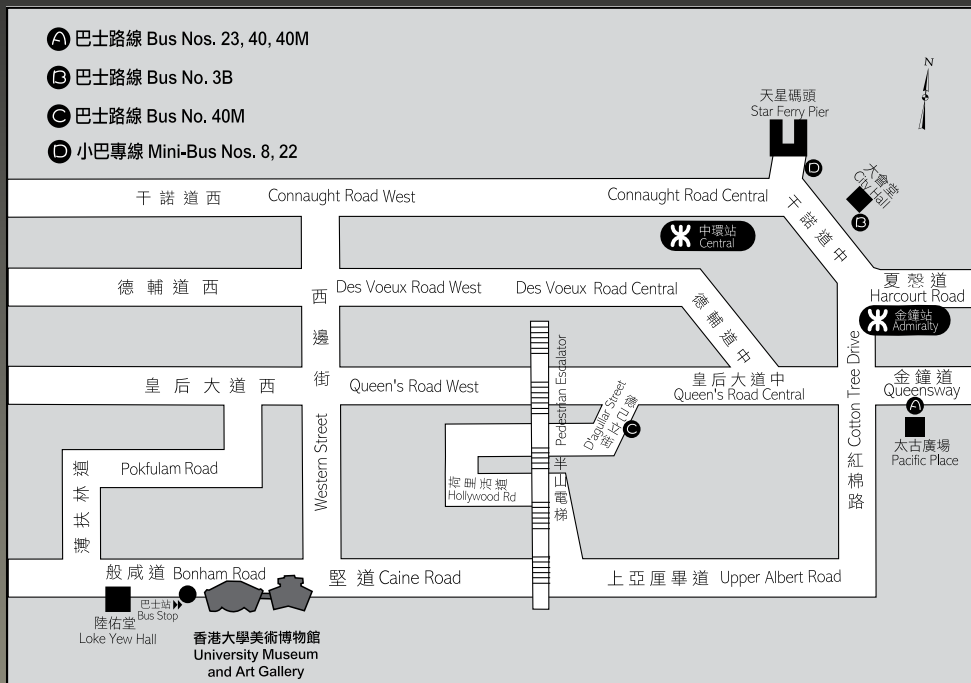 A 巴士路線 Bus Nos. 23, 40, 40M
B 巴士路線 Bus No. 3B
C 巴士路線 Bus No. 40M
D 小巴專線 Mini-Bus Nos. 8, 22
N
天星碼頭
Star Ferry Pier
D
大會堂
City Hall
B
干諾道西 Connaught Road West
Connaught Road Central
干諾道中
中環站
Central
夏慤道
Harcourt Road
德輔道西 Des Voeux Road West
Des Voeux Road Central
德輔道中
金鐘站
Admiralty
西邊街
Western Street
皇后大道西 Queen's Road West
皇后大道中
Queen's Road Central
金鐘道
Queensway
A
太古廣場
Pacific Place
Cotton Tree Drive
紅棉路
Pedestrian Escalator
半山電梯
D'agular Street
德己立街
C
荷里活道
Hollywood Rd
Pokfulam Road
薄扶林道
般咸道 Bonham Road
堅道 Caine Road
上亞厘畢道 Upper Albert Road
陸佑堂
Loke Yew Hall
巴士站
Bus Stop
香港大學美術博物館
University Museum
and Art Gallery